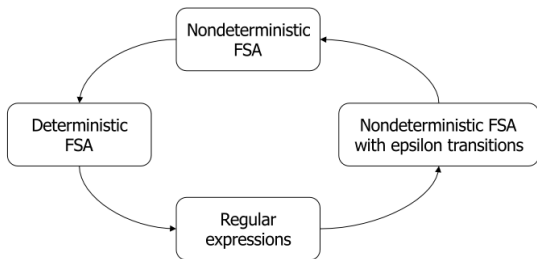 Nondeterministic
FSA
Deterministic
FSA
Nondeterministic FSA
with epsilon transitions
Regular
expressions